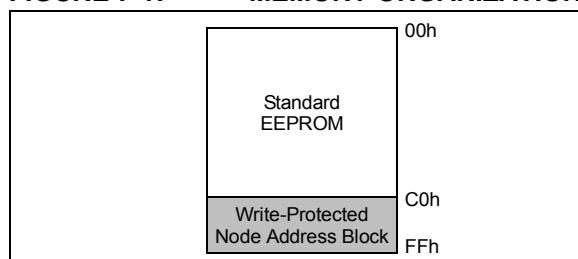 00h
Standard
EEPROM
C0h
Write-Protected
Node Address Block
FFh